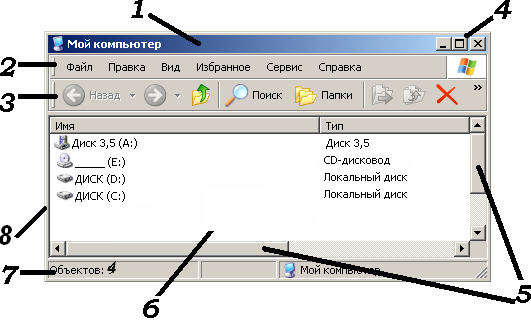 1
4
Мой компьютер
2
Файл Правка Вид Избранное Сервис Справка
3
Назад Поиск Папки »
Имя Тип
Диск 3,5 (A:) Диск 3,5
_____ (E:) CD-дисковод
ДИСК (D:) Локальный диск
ДИСК (C:) Локальный диск
8
7
Объектов: 4 Мой компьютер
6
5